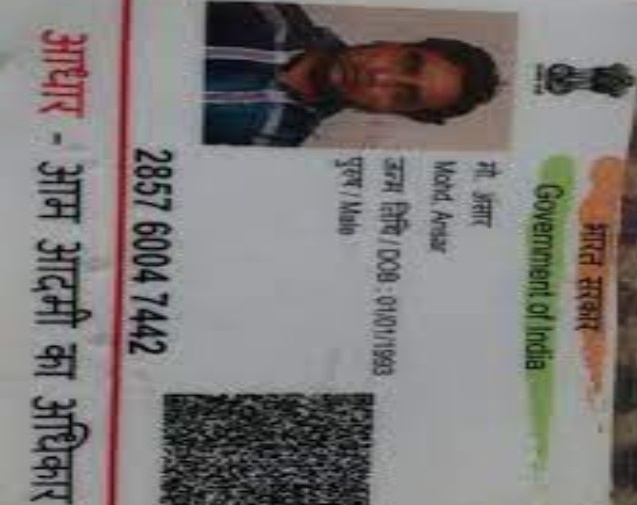 भारत सरकार
Government of India
मो. अंसार
Mohd. Ansar
जन्म तिथि / DOB : 01/01/1993
पुरुष / Male
2857 6004 7442
आधार - आम आदमी का अधिकार